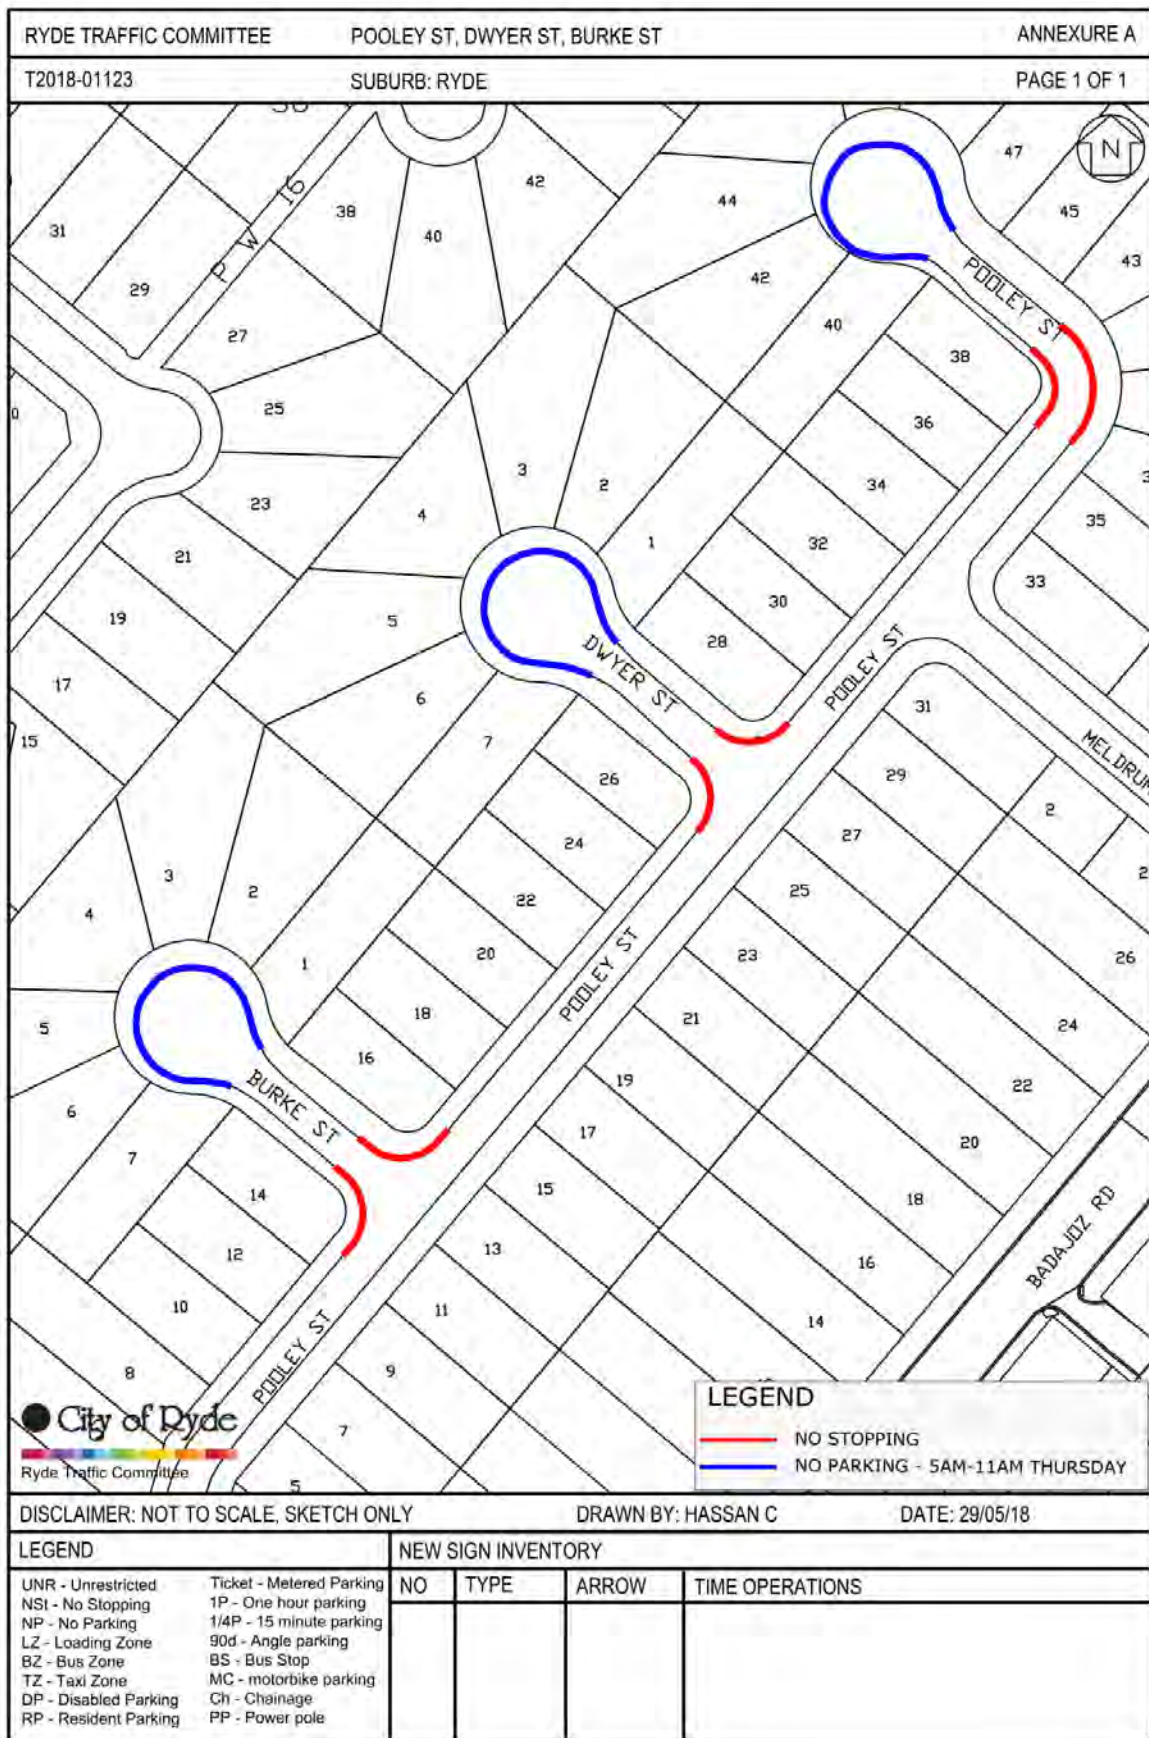 RYDE TRAFFIC COMMITTEE POOLEY ST, DWYER ST, BURKE ST ANNEXURE A
T2018-01123 SUBURB: RYDE PAGE 1 OF 1
N
P W 16
31
29
27
25
23
21
19
17
15
38
40
42
44
42
40
38
36
34
32
30
28
47
45
43
35
33
POOLEY ST
3
2
1
4
5
6
7
DWYER ST
POOLEY ST
MELDRUM
26
24
22
20
18
16
31
29
27
25
23
21
19
17
15
13
11
9
7
5
2
26
24
22
20
18
16
14
POOLEY ST
3
2
1
4
5
6
7
BURKE ST
14
12
10
8
POOLEY ST
BADAJOZ RD
City of Ryde
Ryde Traffic Committee
LEGEND
NO STOPPING
NO PARKING - 5AM-11AM THURSDAY
DISCLAIMER: NOT TO SCALE, SKETCH ONLY DRAWN BY: HASSAN C DATE: 29/05/18
LEGEND
UNR - Unrestricted
NSt - No Stopping
NP - No Parking
LZ - Loading Zone
BZ - Bus Zone
TZ - Taxi Zone
DP - Disabled Parking
RP - Resident Parking
Ticket - Metered Parking
1P - One hour parking
1/4P - 15 minute parking
90d - Angle parking
BS - Bus Stop
MC - motorbike parking
Ch - Chainage
PP - Power pole
NEW SIGN INVENTORY
NO TYPE ARROW TIME OPERATIONS